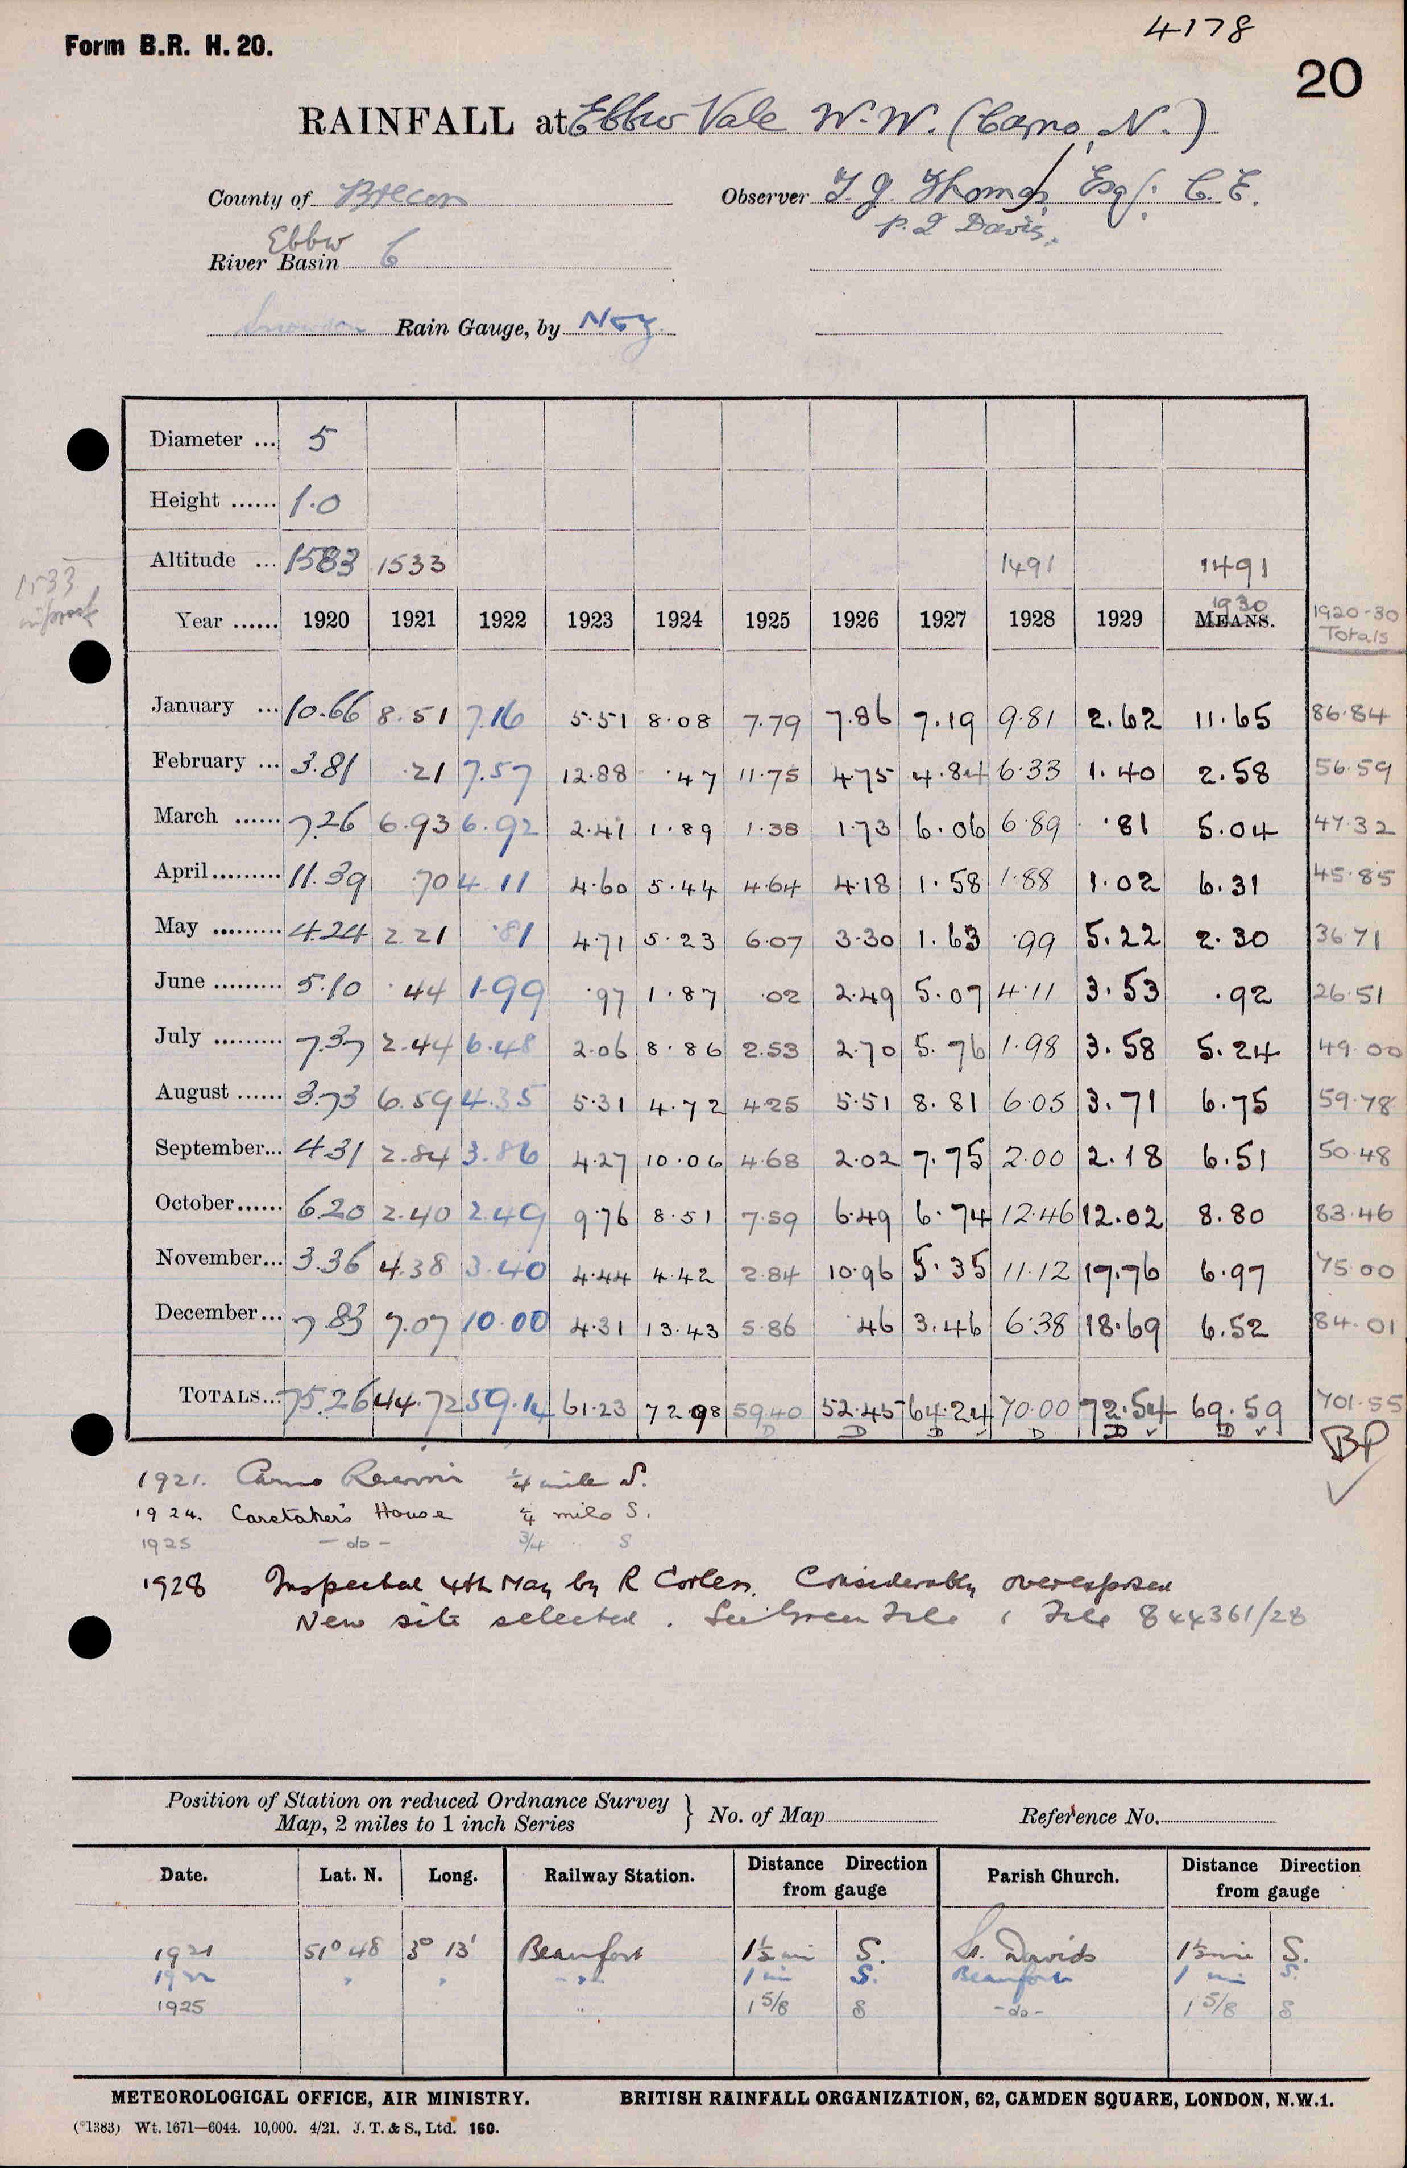 4178
Form B.R. H. 20.
20
RAINFALL at Ebbw Vale W.W. (Carno, N.)
County of Brecon
Observer T. J. Thomas, Esq. C.E.
P. I Davis.
Ebbw
River Basin 6
Snowdon Rain Gauge, by Neg.
Diameter ... 5
Height ...... 1.0
Altitude ... 1583 1533 1491 1491
1533
Year ...... 1920 1921 1922 1923 1924 1925 1926 1927 1928 1929 MEANS. 1930 1920-30 Totals
January ... 10.66 8.51 7.16 5.51 8.08 7.79 7.86 7.19 9.81 2.62 11.65 86.84
February ... 3.81 .21 7.57 12.88 .47 11.75 4.75 4.84 6.33 1.40 2.58 56.59
March ...... 7.26 6.93 6.92 2.41 1.89 1.38 1.73 6.06 6.89 .81 5.04 47.32
April ......... 11.39 .70 4.11 4.60 5.44 4.64 4.18 1.58 1.88 1.02 6.31 45.85
May ......... 4.24 2.21 .81 4.71 5.23 6.07 3.30 1.63 .99 5.22 2.30 36.71
June ......... 5.10 .44 1.99 .97 1.87 .02 2.49 5.07 4.11 3.53 .92 26.51
July ......... 7.37 2.44 6.48 2.06 8.86 2.53 2.70 5.76 1.98 3.58 5.24 49.00
August ...... 3.73 6.59 4.35 5.31 4.72 4.25 5.51 8.81 6.05 3.71 6.75 59.78
September... 4.31 2.84 3.86 4.27 10.06 4.68 2.02 7.75 2.00 2.18 6.51 50.48
October...... 6.20 2.40 2.49 9.76 8.51 7.59 6.49 6.74 12.46 12.02 8.80 83.46
November... 3.36 4.38 3.40 4.44 4.42 2.84 10.96 5.35 11.12 17.76 6.97 75.00
December... 7.83 7.07 10.00 4.31 13.43 5.86 .46 3.46 6.38 18.69 6.52 84.01
TOTALS... 75.26 44.72 59.14 61.23 72.98 59.40 52.45 64.24 70.00 72.54 69.59 701.55
D D D D D D
BP
1921. Carno Reservoir ¼ mile S.
1924. Caretaker's House ¾ mile S.
1925 - do - 3/4 S
1928 Inspected 4th May by R Corless. Considerably overexposed
New site selected. See Green File, File 844361/28
Position of Station on reduced Ordnance Survey Map, 2 miles to 1 inch Series } No. of Map Reference No.
Date. Lat. N. Long. Railway Station. Distance Direction from gauge Parish Church. Distance Direction from gauge
1921 51° 48 3° 13' Beaufort 1½ mi S. St. Davids 1½ mi S.
1922 " " - " - 1 mi S. Beaufort 1 mi S.
1925 " 1 5/8 S - do - 1 5/8 S
METEOROLOGICAL OFFICE, AIR MINISTRY. BRITISH RAINFALL ORGANIZATION, 62, CAMDEN SQUARE, LONDON, N.W.1.
(*1383) Wt. 1671—6044. 10,000. 4/21. J. T. & S., Ltd. 160.